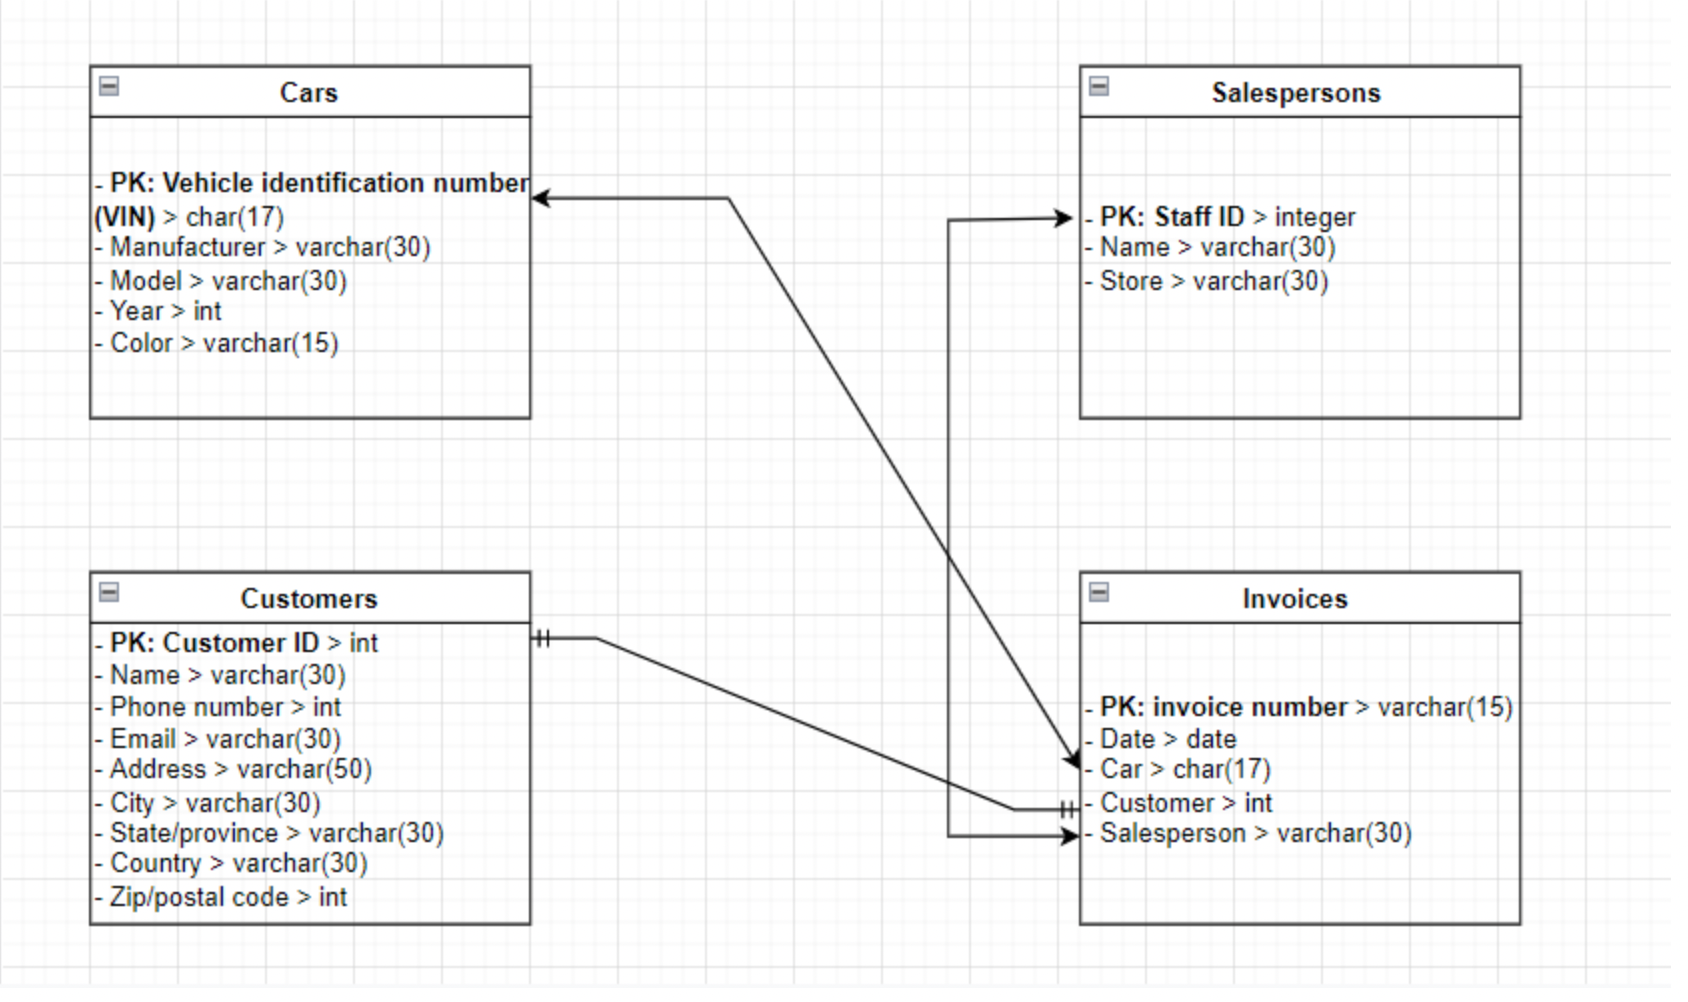 Cars
- PK: Vehicle identification number
(VIN) > char(17)
- Manufacturer > varchar(30)
- Model > varchar(30)
- Year > int
- Color > varchar(15)
Salespersons
- PK: Staff ID > integer
- Name > varchar(30)
- Store > varchar(30)
Customers
- PK: Customer ID > int
- Name > varchar(30)
- Phone number > int
- Email > varchar(30)
- Address > varchar(50)
- City > varchar(30)
- State/province > varchar(30)
- Country > varchar(30)
- Zip/postal code > int
Invoices
- PK: invoice number > varchar(15)
- Date > date
- Car > char(17)
- Customer > int
- Salesperson > varchar(30)